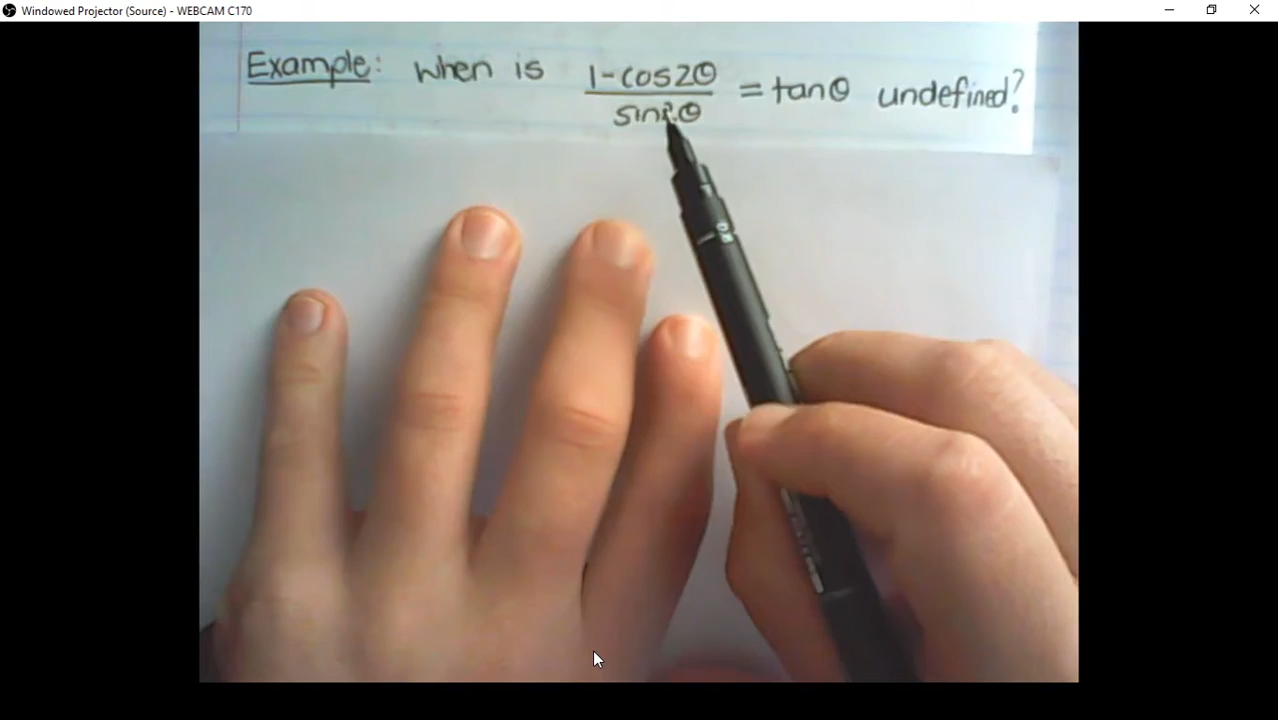 Windowed Projector (Source) - WEBCAM C170
Example: When is 1-cos2θ / sin2θ = tanθ undefined?